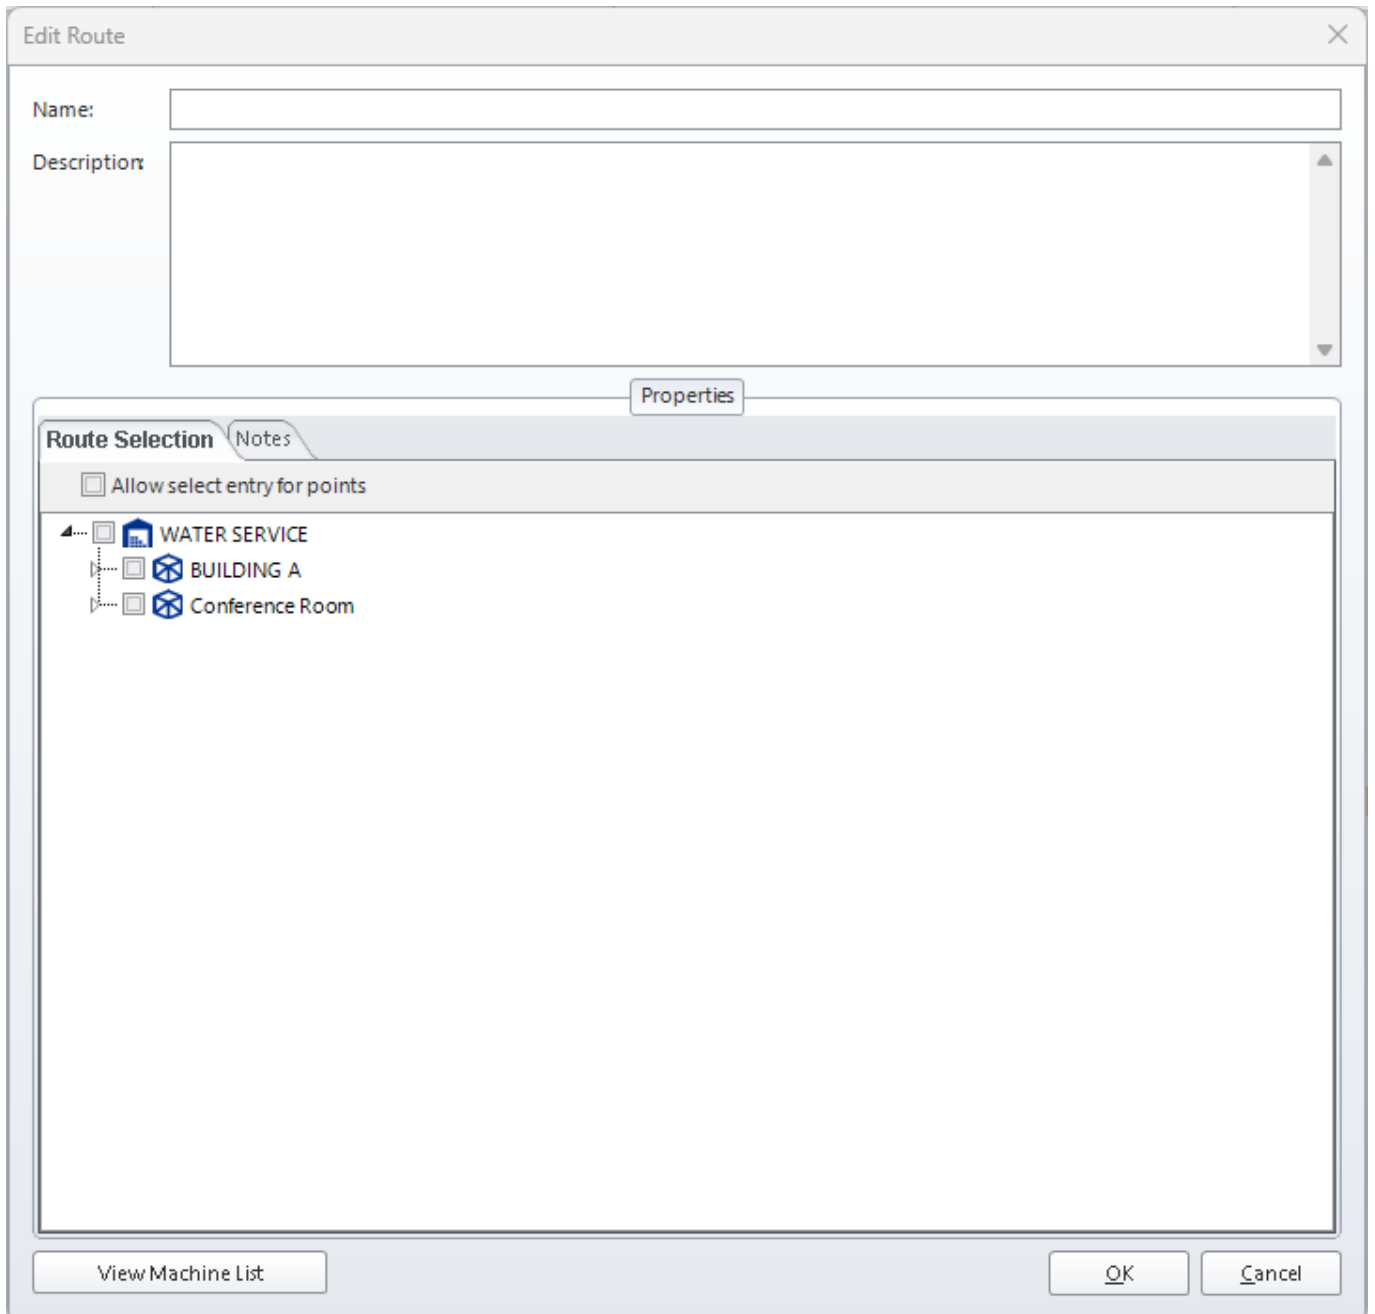 Edit Route
Name:
Description:
Properties
Route Selection Notes
Allow select entry for points
WATER SERVICE
BUILDING A
Conference Room
View Machine List OK Cancel